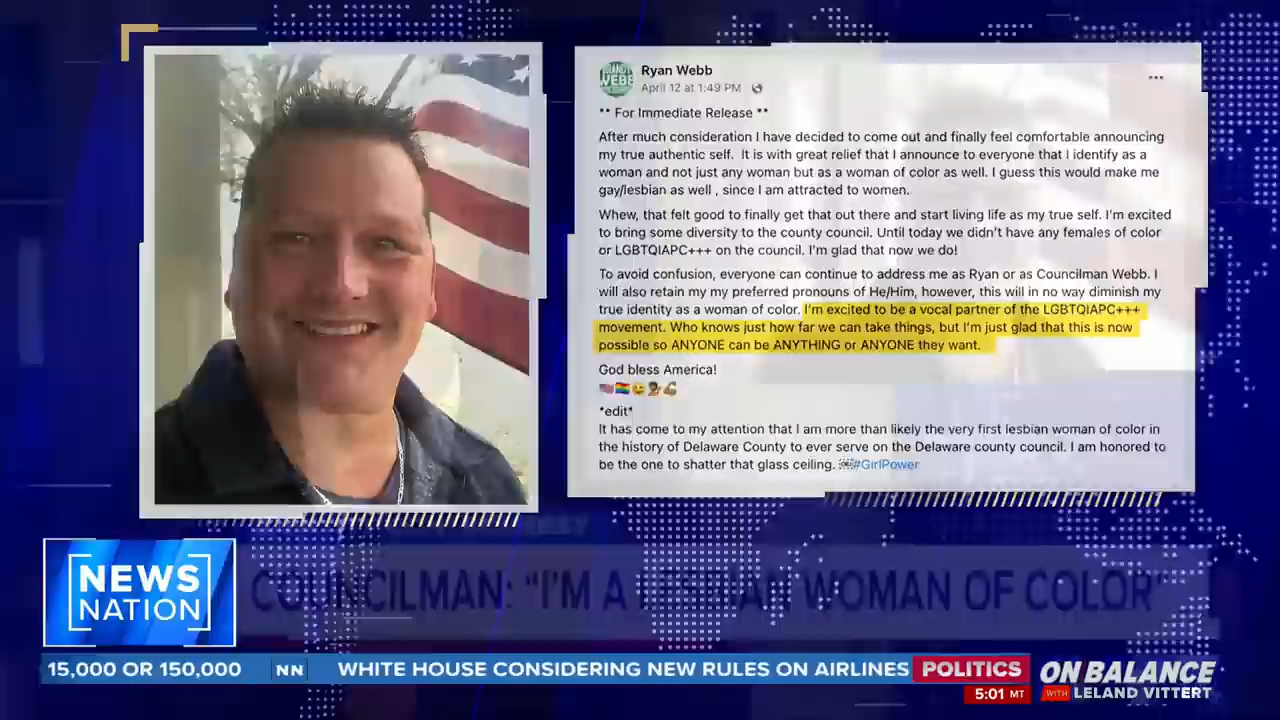 Ryan Webb
April 12 at 1:49 PM
** For Immediate Release **
After much consideration I have decided to come out and finally feel comfortable announcing
my true authentic self. It is with great relief that I announce to everyone that I identify as a
woman and not just any woman but as a woman of color as well. I guess this would make me
gay/lesbian as well , since I am attracted to women.
Whew, that felt good to finally get that out there and start living life as my true self. I'm excited
to bring some diversity to the county council. Until today we didn't have any females of color
or LGBTQIAPC+++ on the council. I'm glad that now we do!
To avoid confusion, everyone can continue to address me as Ryan or as Councilman Webb. I
will also retain my my preferred pronouns of He/Him, however, this will in no way diminish my
true identity as a woman of color. I'm excited to be a vocal partner of the LGBTQIAPC+++
movement. Who knows just how far we can take things, but I'm just glad that this is now
possible so ANYONE can be ANYTHING or ANYONE they want.
God bless America!
🇺🇸🏳️‍🌈
*edit*
It has come to my attention that I am more than likely the very first lesbian woman of color in
the history of Delaware County to ever serve on the Delaware county council. I am honored to
be the one to shatter that glass ceiling. #GirlPower
COUNCILMAN: "I'M A LESBIAN WOMAN OF COLOR"
NEWS
NATION
15,000 OR 150,000 NN WHITE HOUSE CONSIDERING NEW RULES ON AIRLINES
POLITICS
5:01 MT
ON BALANCE
WITH LELAND VITTERT